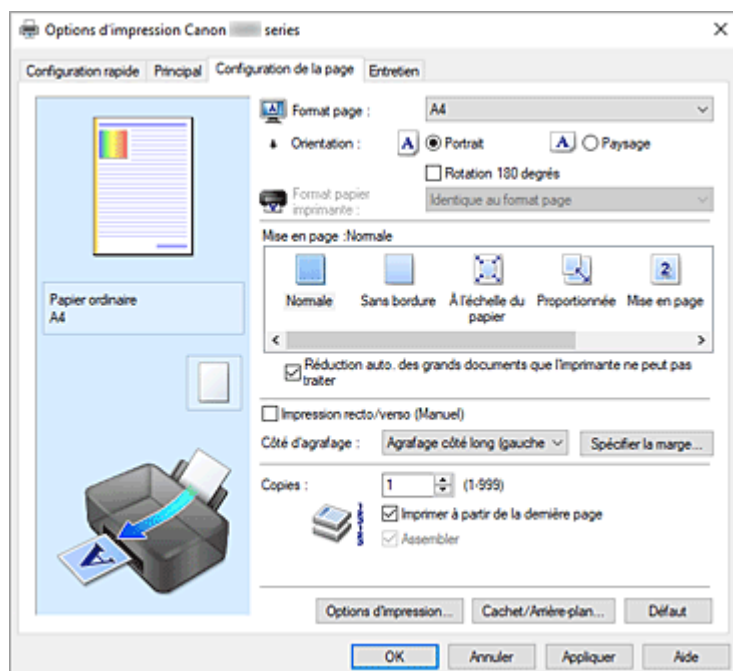 Options d'impression Canon series
Configuration rapide Principal Configuration de la page Entretien
Format page : A4
Orientation : A Portrait A Paysage
Rotation 180 degrés
Format papier imprimante : Identique au format page
Mise en page :Normale
2
Normale Sans bordure À l'échelle du papier Proportionnée Mise en page
Papier ordinaire
A4
Réduction auto. des grands documents que l'imprimante ne peut pas
traiter
Impression recto/verso (Manuel)
Côté d'agrafage : Agrafage côté long (gauche Spécifier la marge...
Copies : 1 (1-999)
Imprimer à partir de la dernière page
Assembler
A
Options d'impression... Cachet/Arrière-plan... Défaut
OK Annuler Appliquer Aide